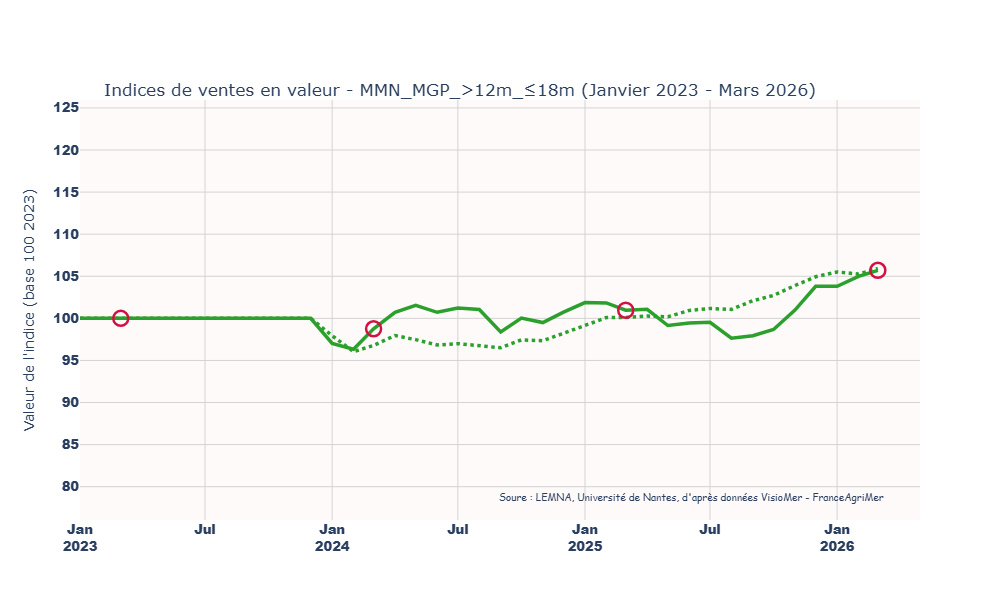 Indices de ventes en valeur - MMN_MGP_>12m_≤18m (Janvier 2023 - Mars 2026)
Valeur de l'indice (base 100 2023)
125
120
115
110
105
100
95
90
85
80
Soure : LEMNA, Université de Nantes, d'après données VisioMer - FranceAgriMer
Jan
2023
Jul
Jan
2024
Jul
Jan
2025
Jul
Jan
2026